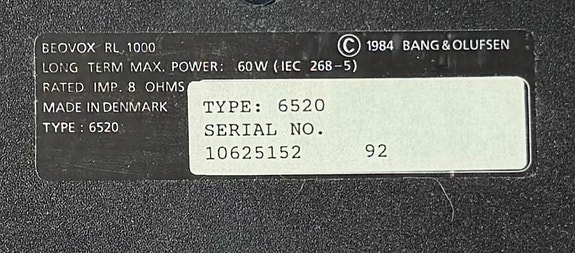 BEOVOX RL 1000 © 1984 BANG & OLUFSEN
LONG TERM MAX. POWER: 60W (IEC 268-5)
RATED IMP. 8 OHMS
MADE IN DENMARK
TYPE: 6520
TYPE: 6520
SERIAL NO.
10625152 92